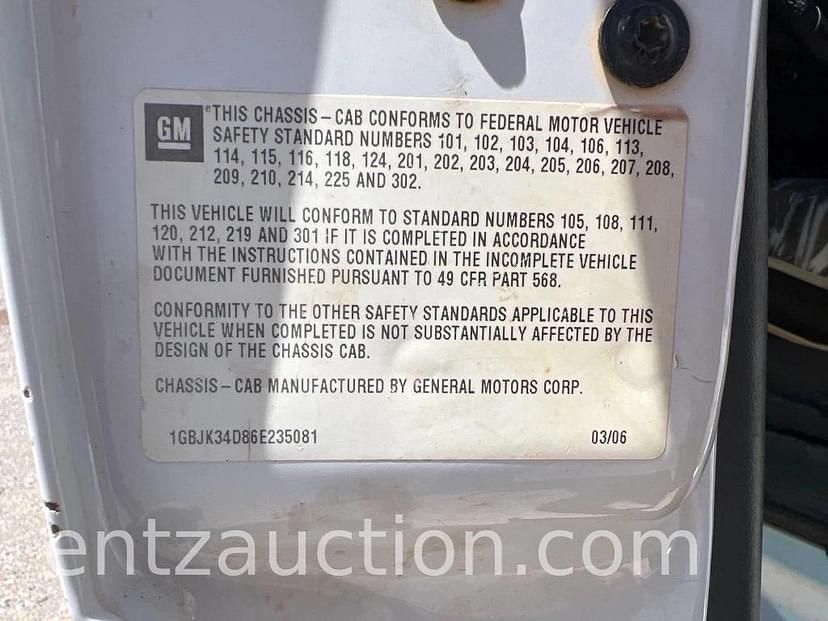 GM
"THIS CHASSIS-CAB CONFORMS TO FEDERAL MOTOR VEHICLE
SAFETY STANDARD NUMBERS 101, 102, 103, 104, 106, 113,
114, 115, 116, 118, 124, 201, 202, 203, 204, 205, 206, 207, 208,
209, 210, 214, 225 AND 302.
THIS VEHICLE WILL CONFORM TO STANDARD NUMBERS 105, 108, 111,
120, 212, 219 AND 301 IF IT IS COMPLETED IN ACCORDANCE
WITH THE INSTRUCTIONS CONTAINED IN THE INCOMPLETE VEHICLE
DOCUMENT FURNISHED PURSUANT TO 49 CFR PART 568.
CONFORMITY TO THE OTHER SAFETY STANDARDS APPLICABLE TO THIS
VEHICLE WHEN COMPLETED IS NOT SUBSTANTIALLY AFFECTED BY THE
DESIGN OF THE CHASSIS CAB.
CHASSIS-CAB MANUFACTURED BY GENERAL MOTORS CORP.
1GBJK34D86E235081 03/06
entzauction.com